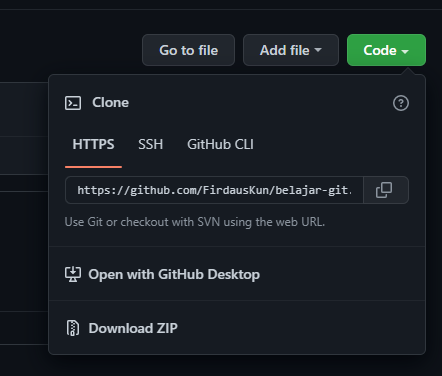 Go to file Add file Code
Clone
HTTPS SSH GitHub CLI
https://github.com/FirdausKun/belajar-git.
Use Git or checkout with SVN using the web URL.
Open with GitHub Desktop
Download ZIP